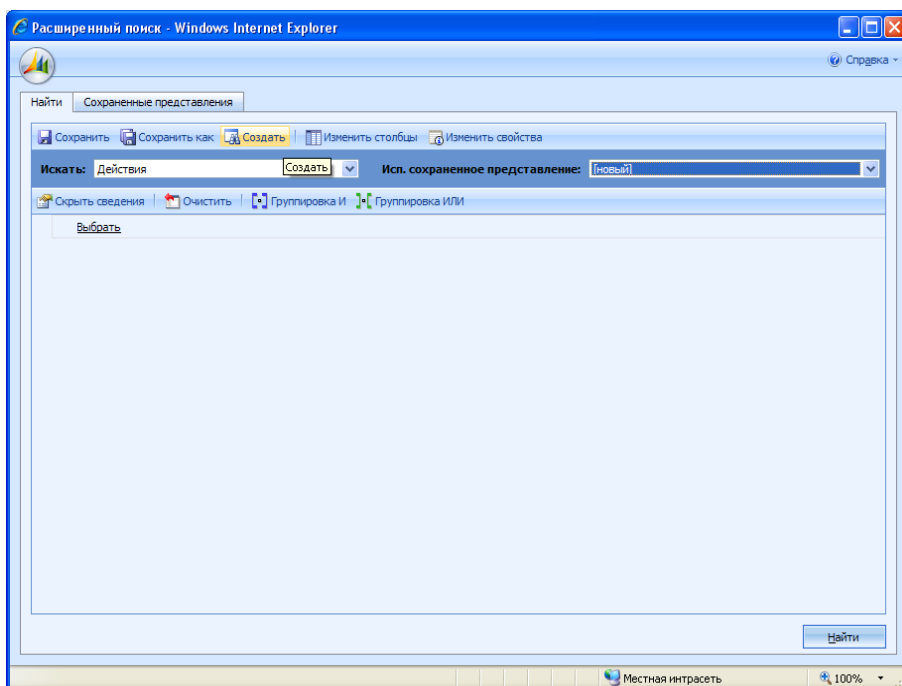 Расширенный поиск - Windows Internet Explorer
Справка
Найти Сохраненные представления
Сохранить Сохранить как Создать Изменить столбцы Изменить свойства
Искать: Действия Создать Исп. сохраненное представление: [новый]
Скрыть сведения Очистить Группировка И Группировка ИЛИ
Выбрать
Найти
Местная интрасеть 100%